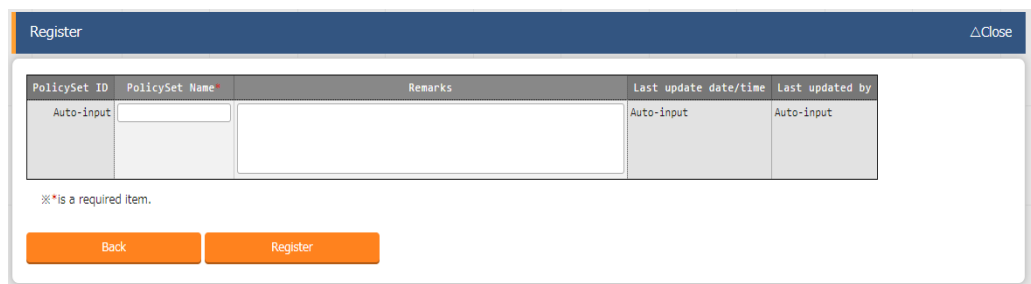 Register △Close
PolicySet ID PolicySet Name* Remarks Last update date/time Last updated by
Auto-input Auto-input Auto-input
※*is a required item.
Back Register